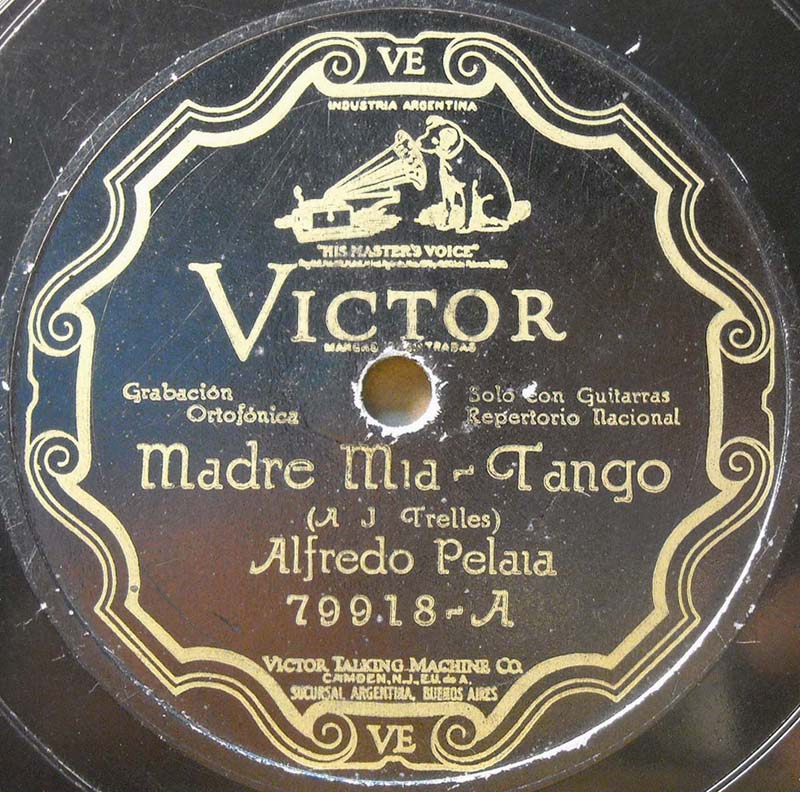 VE
INDUSTRIA ARGENTINA
"HIS MASTER'S VOICE"
VICTOR
MARCAS
Grabación
Ortofónica
Solo con Guitarras
Repertorio Nacional
Madre Mia - Tango
(A J Trelles)
Alfredo Pelaia
79918-A
VICTOR TALKING MACHINE CO.
CAMDEN, N.J., E.U. de A.
SUCURSAL ARGENTINA, BUENOS AIRES
VE